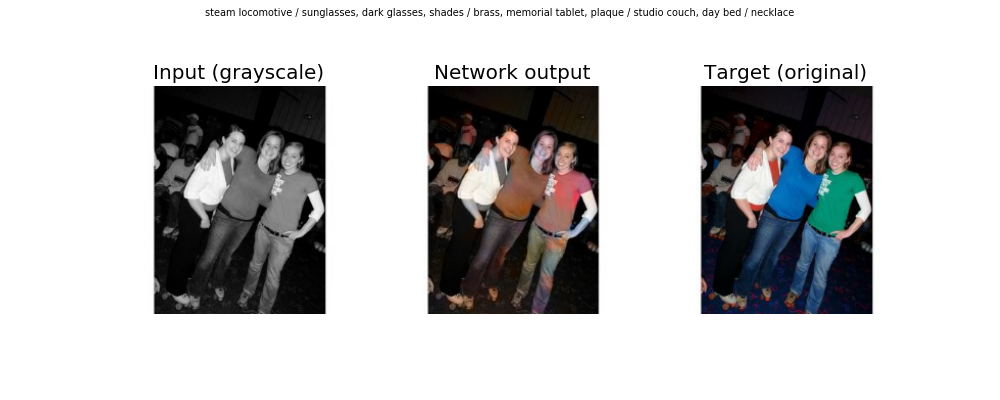 steam locomotive / sunglasses, dark glasses, shades / brass, memorial tablet, plaque / studio couch, day bed / necklace
Input (grayscale)
Network output
Target (original)